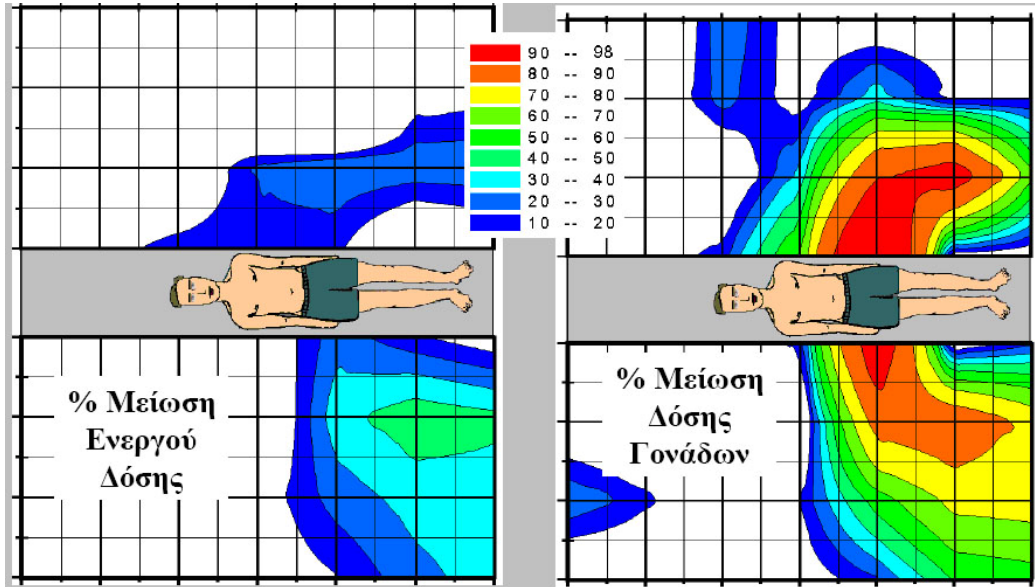 90 -- 98
80 -- 90
70 -- 80
60 -- 70
50 -- 60
40 -- 50
30 -- 40
20 -- 30
10 -- 20
% Μείωση
Ενεργού
Δόσης
% Μείωση
Δόσης
Γονάδων